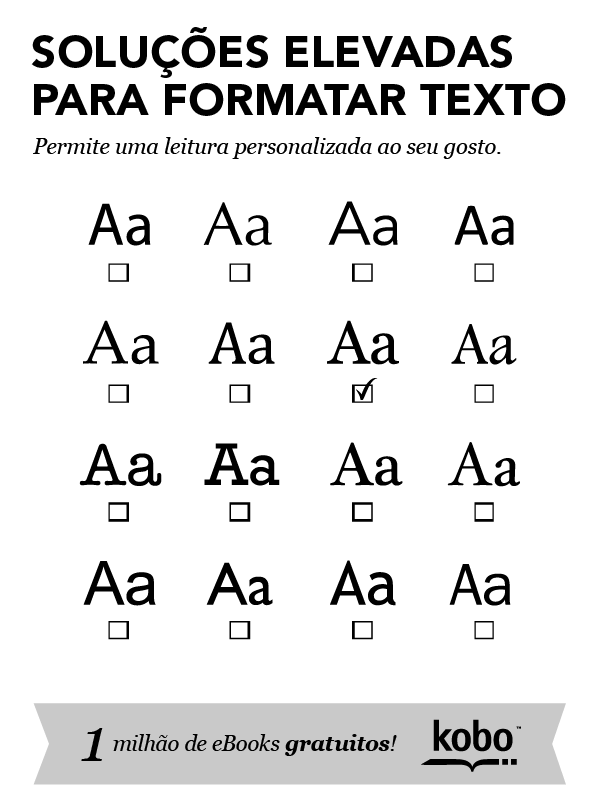 SOLUÇÕES ELEVADAS
PARA FORMATAR TEXTO
Permite uma leitura personalizada ao seu gosto.
Aa Aa Aa Aa
Aa Aa Aa Aa
Aa Aa Aa Aa
Aa Aa Aa Aa
1 milhão de eBooks gratuitos! kobo™